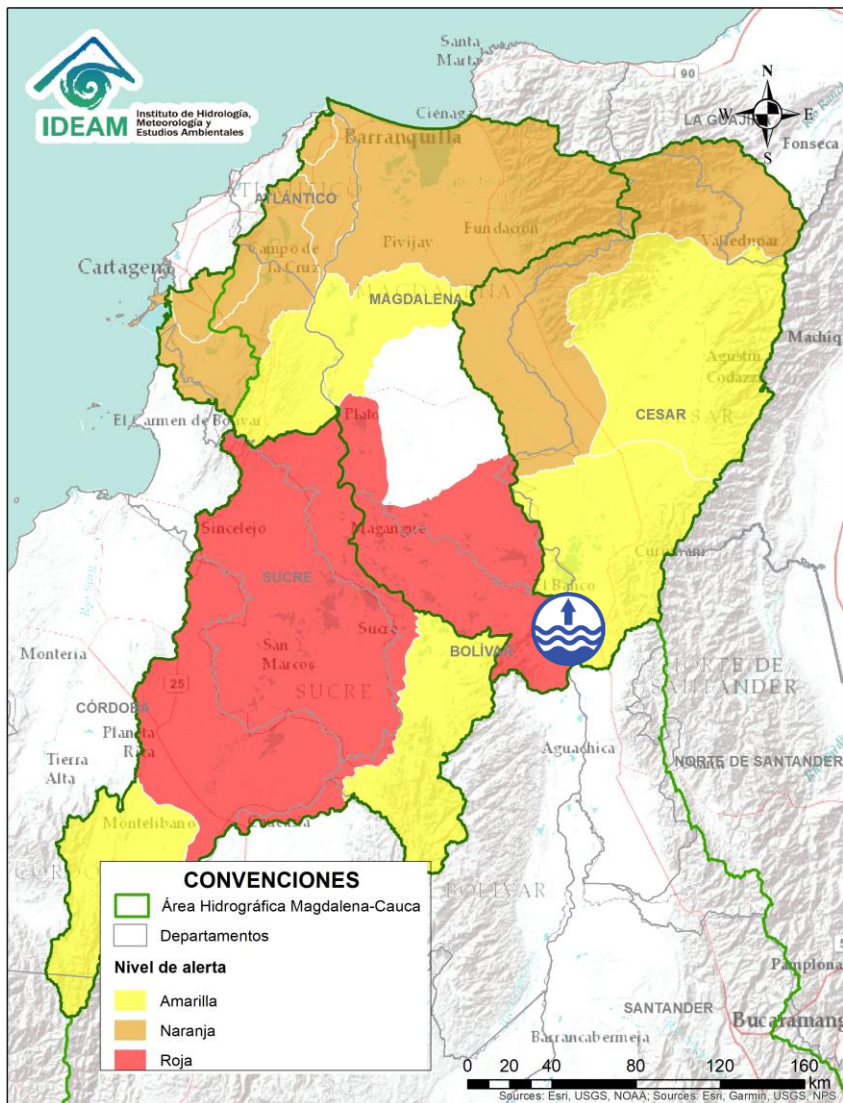 IDEAM
Instituto de Hidrología,
Meteorología y
Estudios Ambientales
Santa
Marta
90
N
W
E
S
LA GUAJIRA
Fonseca
Ciénaga
Barranquilla
ATLÁNTICO
Valledupar
Fundación
Pivijay
Campo de
la Cruz
Cartagena
MAGDALENA
Agustín
Codazzi
CESAR
Plato
El Carmen de Bolívar
Sincelejo
Magangue
SUCRE
El Banco
Sucre
San
Marcos
SUCRE
BOLÍVAR
Montería
25
NORTE DE
SANTANDER
CÓRDOBA
Planeta
Rica
Tierra
Alta
Aguachica
NORTE DE SANTANDER
Montelíbano
CONVENCIONES
Área Hidrográfica Magdalena-Cauca
Departamentos
Nivel de alerta
Amarilla
Naranja
Roja
BOLÍVAR
Pamplona
SANTANDER
Bucaramang
Barrancabermeja
0 20 40 80 120 160
km
Sources: Esri, USGS, NOAA; Sources: Esri, Garmin, USGS, NPS